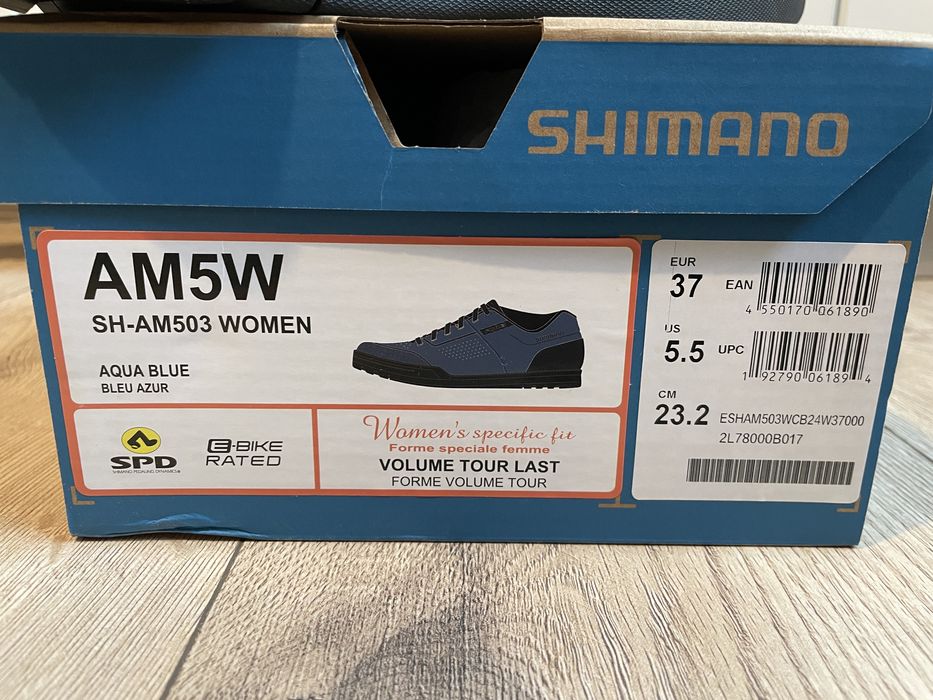 SHIMANO
AM5W
SH-AM503 WOMEN
AQUA BLUE
BLEU AZUR
SHIMANO
SPD
SHIMANO PEDALING DYNAMICS
E-BIKE
RATED
Women's specific fit
Forme speciale femme
VOLUME TOUR LAST
FORME VOLUME TOUR
EUR
37
EAN
4 550170 061890
US
5.5
UPC
1 92790 06189 4
CM
23.2
ESHAM503WCB24W37000
2L78000B017